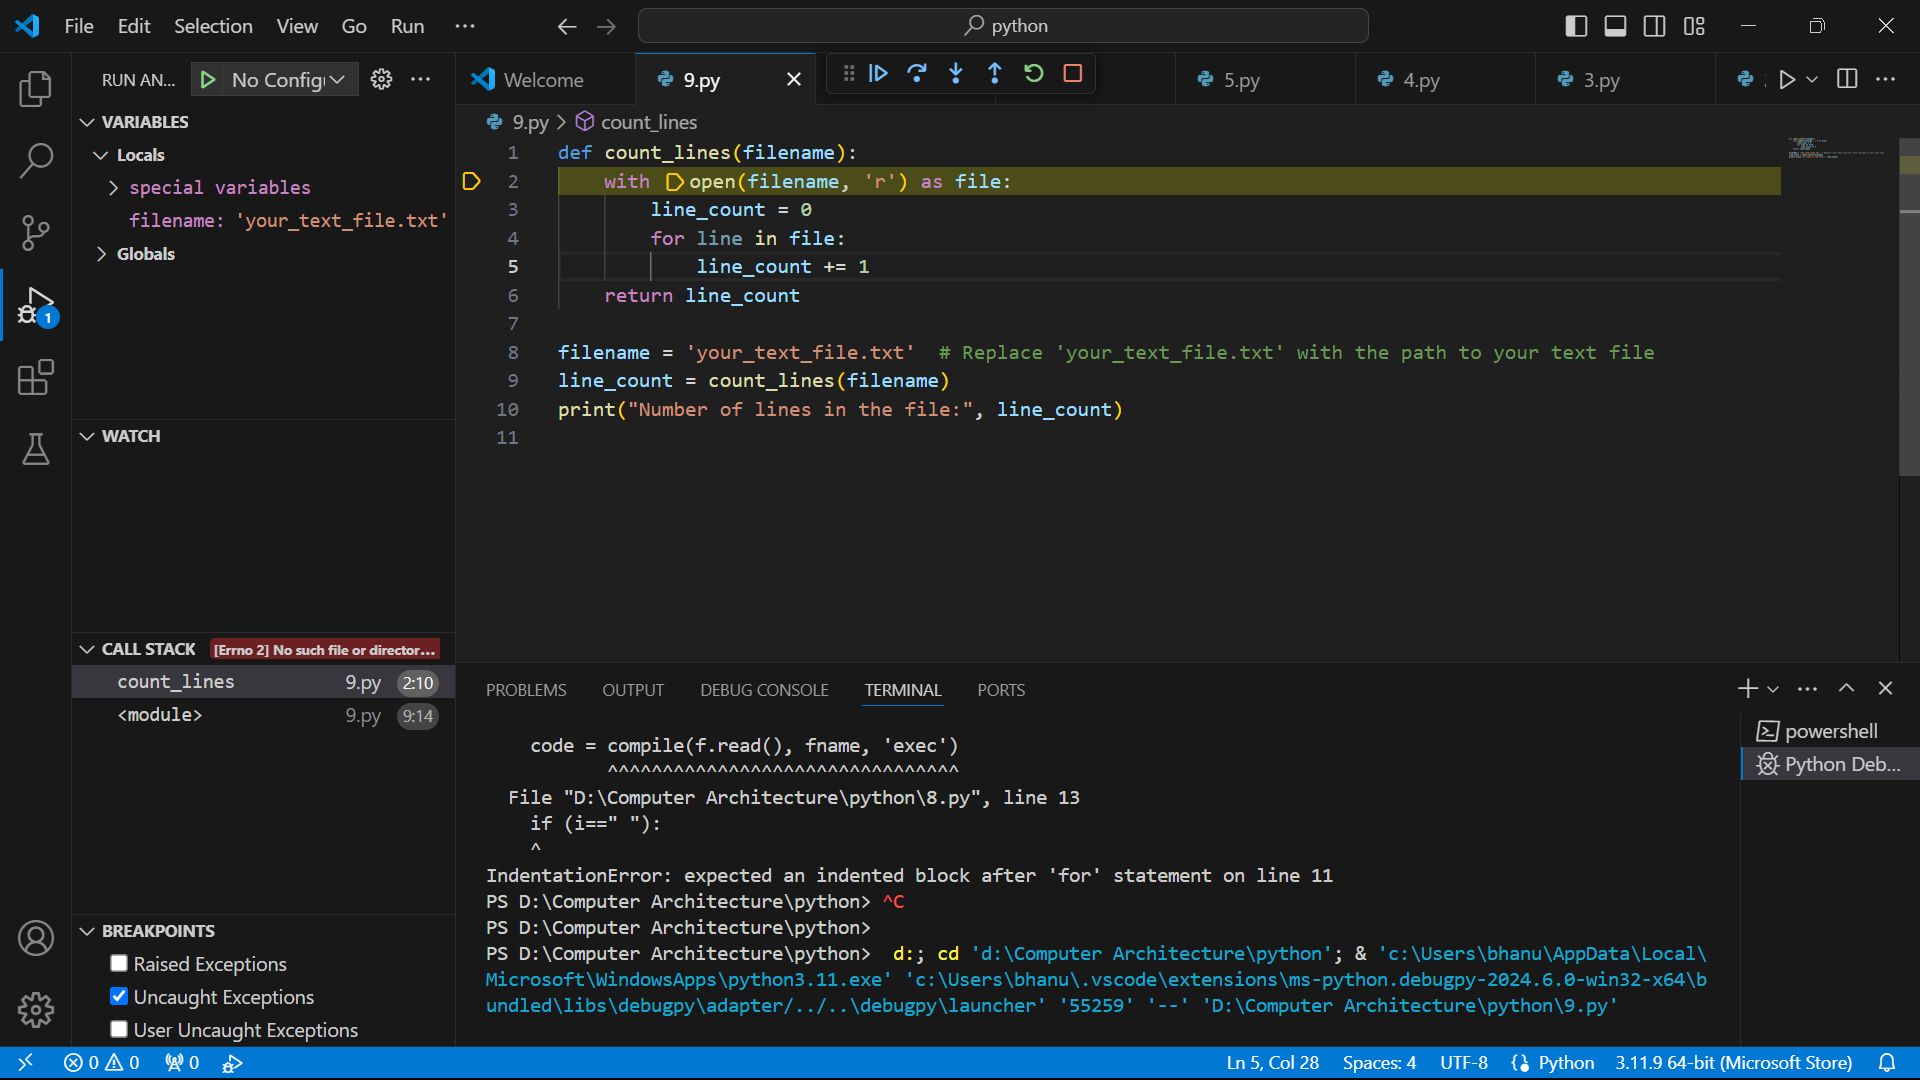 File Edit Selection View Go Run ··· python
RUN AN... No Config
Welcome 9.py 5.py 4.py 3.py
9.py > count_lines
VARIABLES
Locals
special variables
filename: 'your_text_file.txt'
Globals
1 def count_lines(filename):
2 with open(filename, 'r') as file:
3 line_count = 0
4 for line in file:
5 line_count += 1
6 return line_count
7
8 filename = 'your_text_file.txt' # Replace 'your_text_file.txt' with the path to your text file
9 line_count = count_lines(filename)
10 print("Number of lines in the file:", line_count)
11
WATCH
CALL STACK [Errno 2] No such file or director...
count_lines 9.py 2:10
<module> 9.py 9:14
BREAKPOINTS
Raised Exceptions
Uncaught Exceptions
User Uncaught Exceptions
1
PROBLEMS OUTPUT DEBUG CONSOLE TERMINAL PORTS
code = compile(f.read(), fname, 'exec')
^^^^^^^^^^^^^^^^^^^^^^^^^^^^^^^^
File "D:\Computer Architecture\python\8.py", line 13
if (i==" "):
^
IndentationError: expected an indented block after 'for' statement on line 11
PS D:\Computer Architecture\python> ^C
PS D:\Computer Architecture\python>
PS D:\Computer Architecture\python> d:; cd 'd:\Computer Architecture\python'; & 'c:\Users\bhanu\AppData\Local\
Microsoft\WindowsApps\python3.11.exe' 'c:\Users\bhanu\.vscode\extensions\ms-python.debugpy-2024.6.0-win32-x64\b
undled\libs\debugpy\adapter/../..\debugpy\launcher' '55259' '--' 'D:\Computer Architecture\python\9.py'
powershell
Python Deb...
0 0 0 Ln 5, Col 28 Spaces: 4 UTF-8 {} Python 3.11.9 64-bit (Microsoft Store)